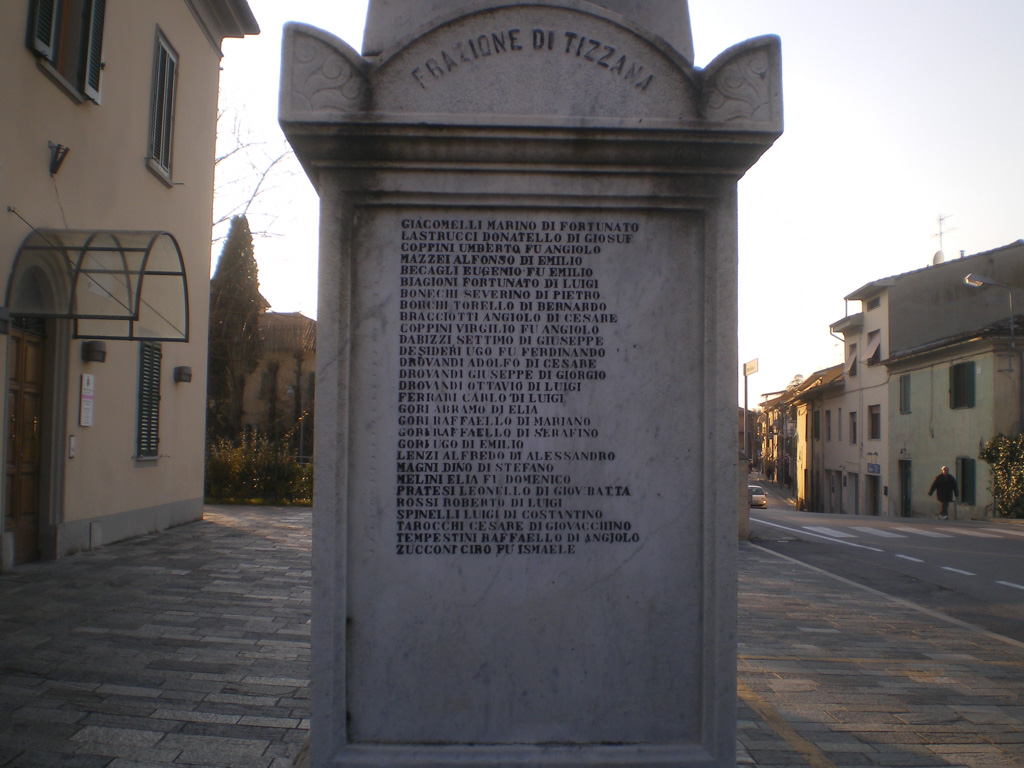 FRAZIONE DI TIZZANA
GIACOMELLI MARINO DI FORTUNATO
LASTRUCCI DONATELLO DI GIOSUE
COPPINI UMBERTO FU ANGIOLO
MAZZEI ALFONSO DI EMILIO
BECAGLI EUGENIO FU EMILIO
BIAGIONI FORTUNATO DI LUIGI
BONECHI SEVERINO DI PIETRO
BORCHI TORELLO DI BERNARDO
BRACCIOTTI ANGIOLO DI CESARE
COPPINI VIRGILIO FU ANGIOLO
DABIZZI SETTIMO DI GIUSEPPE
DESIDERI UGO FU FERDINANDO
DROVANDI ADOLFO DI CESARE
DROVANDI GIUSEPPE DI GIORGIO
DROVANDI OTTAVIO DI LUIGI
FERRARI CARLO DI LUIGI
GORI ABRAMO DI ELIA
GORI RAFFAELLO DI MARIANO
GORI RAFFAELLO DI SERAFINO
GORI UGO DI EMILIO
LENZI ALFREDO DI ALESSANDRO
MAGNI DINO DI STEFANO
MELINI ELIA FU DOMENICO
PRATESI LEONELLO DI GIOV. BATTA
ROSSI ROBERTO DI LUIGI
SPINELLI LUIGI DI COSTANTINO
TAROCCHI CESARE DI GIOVACCHINO
TEMPESTINI RAFFAELLO DI ANGIOLO
ZUCCONI CIRO FU ISMAELE